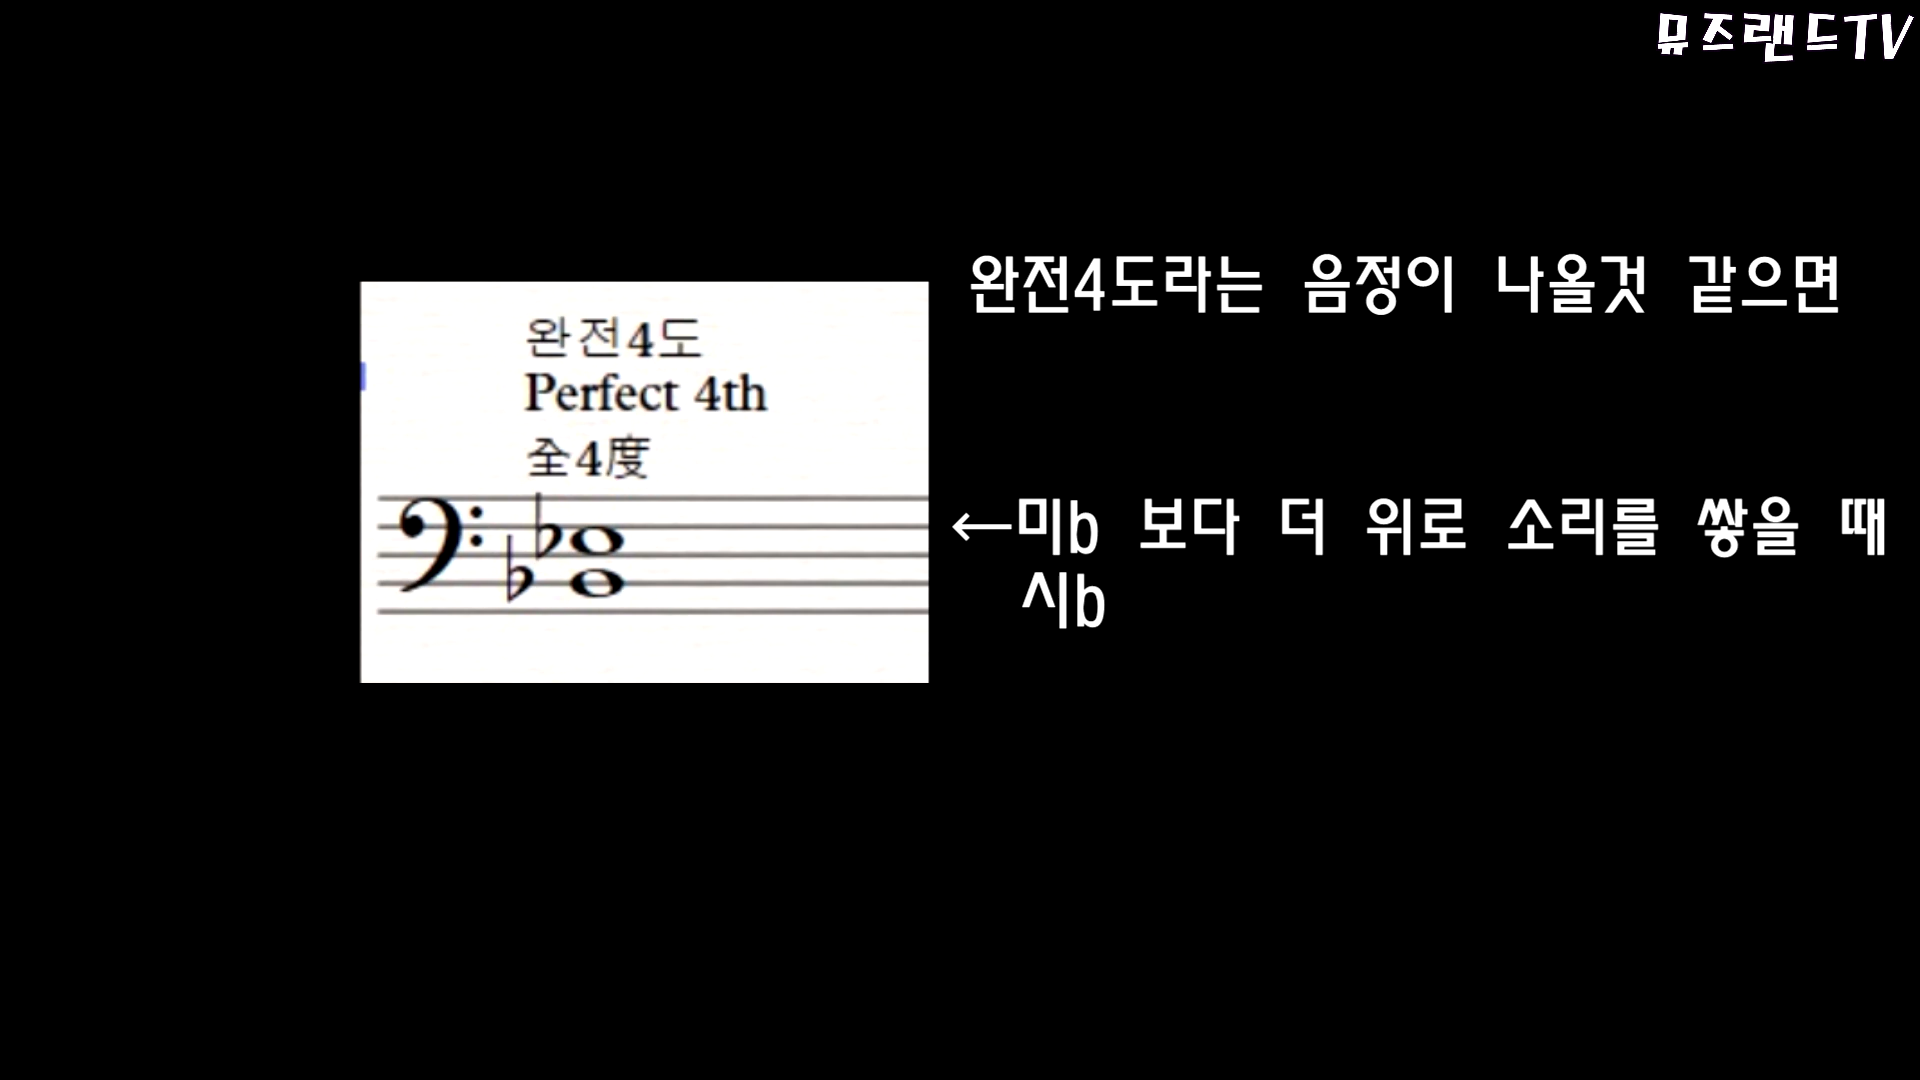 뮤즈랜드TV
완전4도라는 음정이 나올것 같으면
완전4도
Perfect 4th
全4度
←미b 보다 더 위로 소리를 쌓을 때
시b